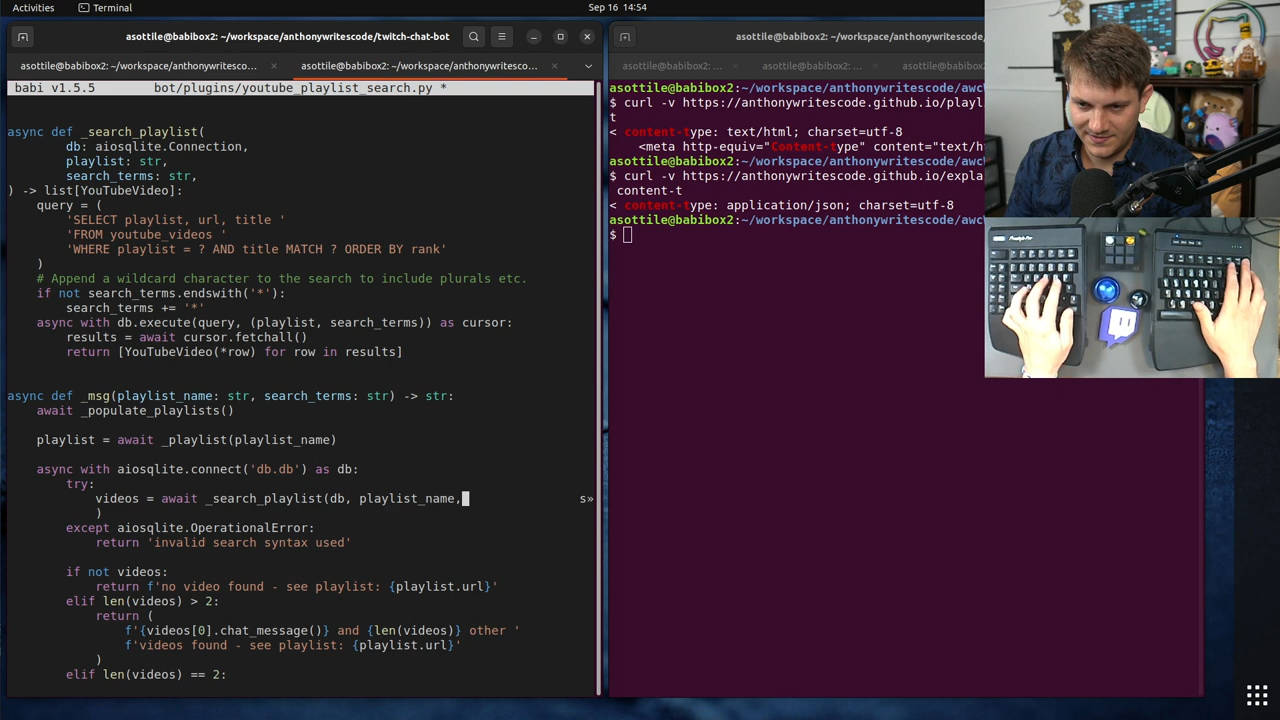 Activities
Terminal
Sep 16 14:54
asottile@babibox2: ~/workspace/anthonywritescode/twitch-chat-bot
asottile@babibox2: ~/workspace/anthonywritesco…
asottile@babibox2: ~/workspace/anthonywritesco…
babi v1.5.5 bot/plugins/youtube_playlist_search.py *
async def _search_playlist(
db: aiosqlite.Connection,
playlist: str,
search_terms: str,
) -> list[YouTubeVideo]:
query = (
'SELECT playlist, url, title '
'FROM youtube_videos '
'WHERE playlist = ? AND title MATCH ? ORDER BY rank'
)
# Append a wildcard character to the search to include plurals etc.
if not search_terms.endswith('*'):
search_terms += '*'
async with db.execute(query, (playlist, search_terms)) as cursor:
results = await cursor.fetchall()
return [YouTubeVideo(*row) for row in results]
async def _msg(playlist_name: str, search_terms: str) -> str:
await _populate_playlists()
playlist = await _playlist(playlist_name)
async with aiosqlite.connect('db.db') as db:
try:
videos = await _search_playlist(db, playlist_name, s»
)
except aiosqlite.OperationalError:
return 'invalid search syntax used'
if not videos:
return f'no video found - see playlist: {playlist.url}'
elif len(videos) > 2:
return (
f'{videos[0].chat_message()} and {len(videos)} other '
f'videos found - see playlist: {playlist.url}'
)
elif len(videos) == 2:
asottile@babibox2: ~/workspace/anthonywritescode/
asottile@babibox2: …
asottile@babibox2: …
asottile@babibox2: ~/w
asottile@babibox2:~/workspace/anthonywritescode/awc
$ curl -v https://anthonywritescode.github.io/playl
t
< content-type: text/html; charset=utf-8
<meta http-equiv="Content-type" content="text/h
asottile@babibox2:~/workspace/anthonywritescode/awc
$ curl -v https://anthonywritescode.github.io/expla
content-t
< content-type: application/json; charset=utf-8
asottile@babibox2:~/workspace/anthonywritescode/awc
$